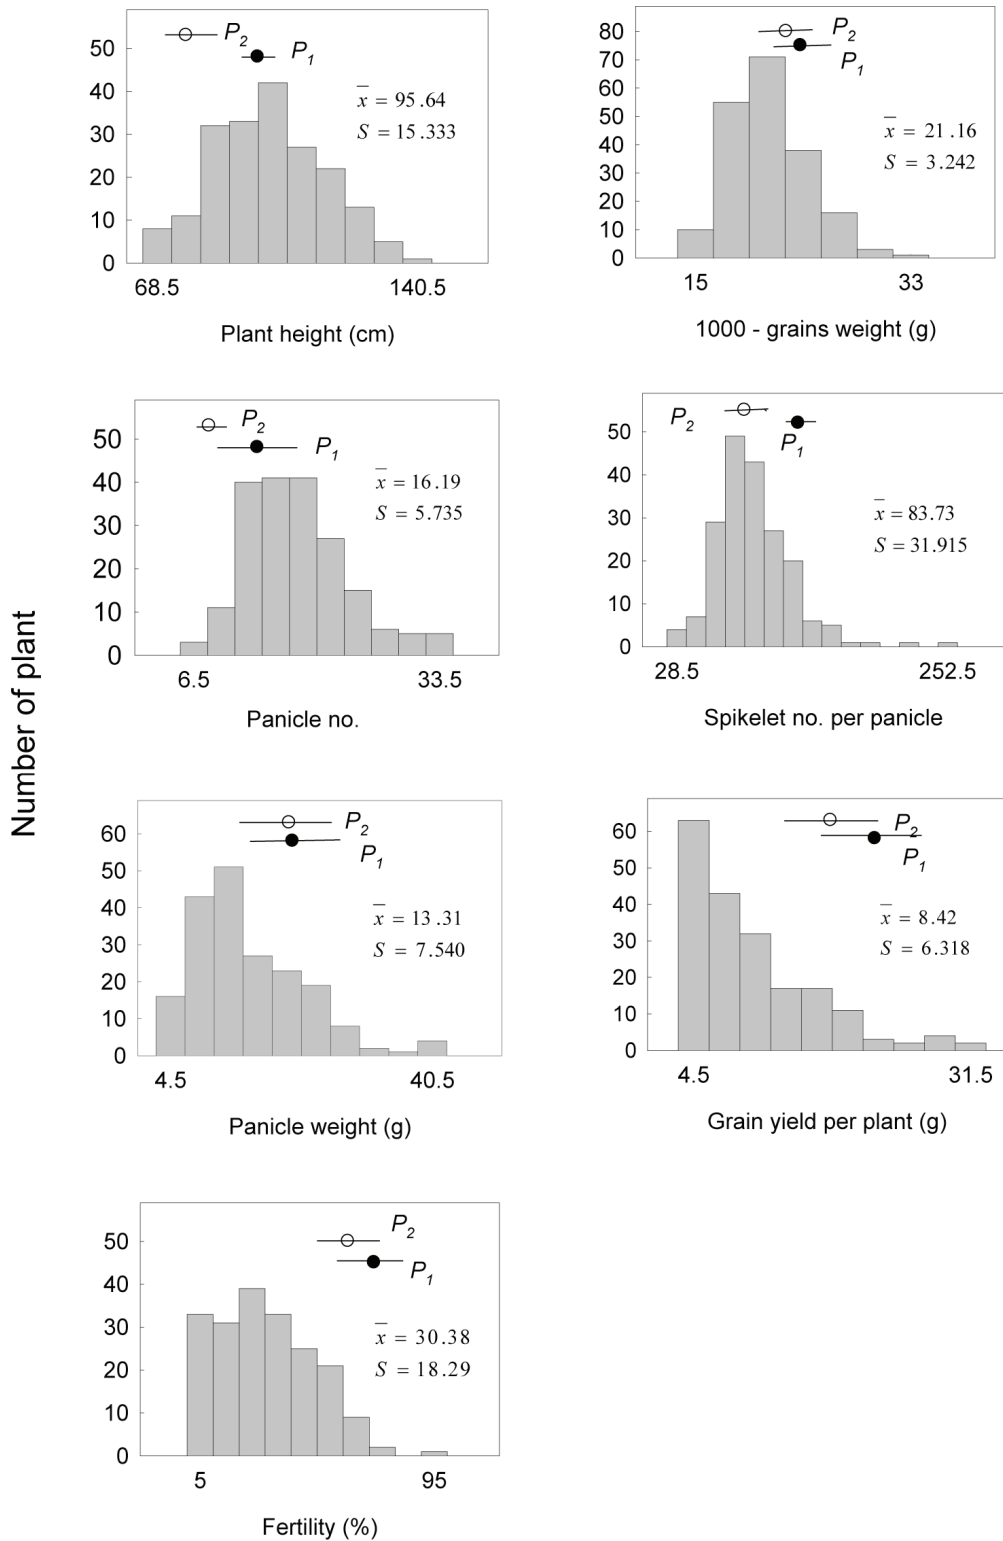 Number of plant
50
40
30
20
10
0
P2
P1
x = 95.64
S = 15.333
68.5 140.5
Plant height (cm)
80
70
60
50
40
30
20
10
0
P2
P1
x = 21.16
S = 3.242
15 33
1000 - grains weight (g)
50
40
30
20
10
0
P2
P1
x = 16.19
S = 5.735
6.5 33.5
Panicle no.
50
40
30
20
10
0
P2
P1
x = 83.73
S = 31.915
28.5 252.5
Spikelet no. per panicle
60
50
40
30
20
10
0
P2
P1
x = 13.31
S = 7.540
4.5 40.5
Panicle weight (g)
60
50
40
30
20
10
0
P2
P1
x = 8.42
S = 6.318
4.5 31.5
Grain yield per plant (g)
50
40
30
20
10
0
P2
P1
x = 30.38
S = 18.29
5 95
Fertility (%)